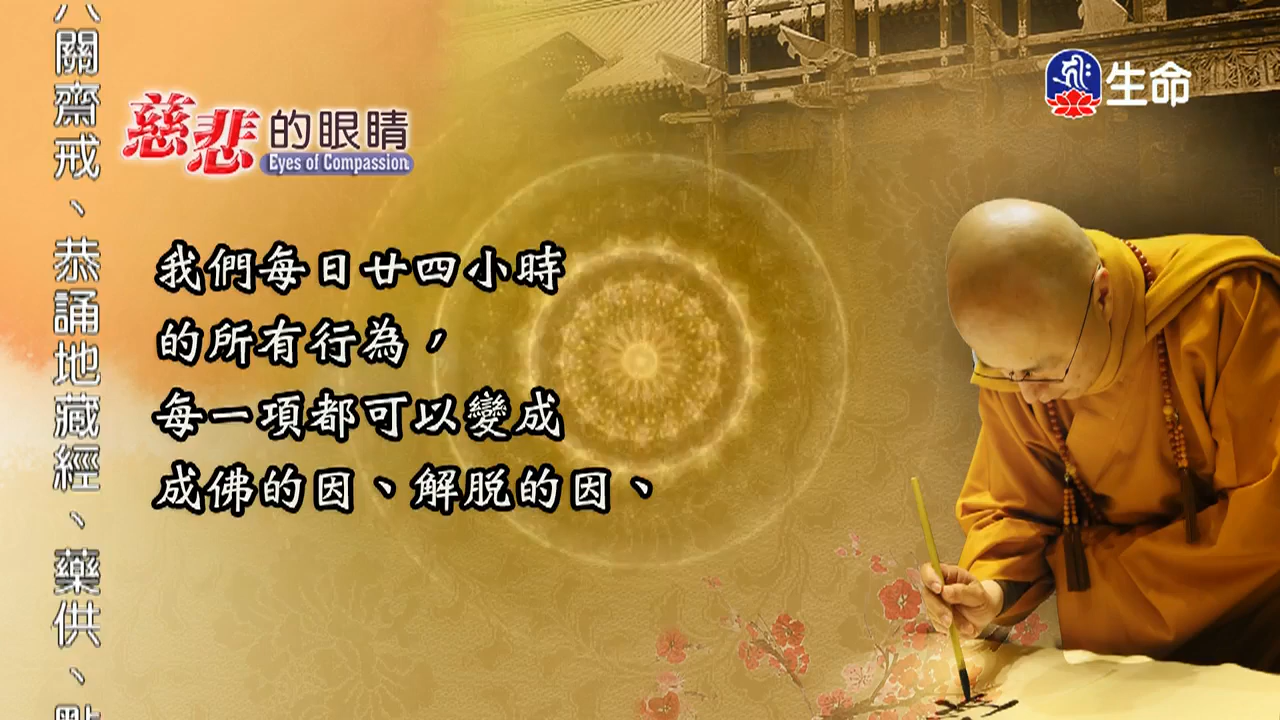 八關齋戒、恭誦地藏經、藥供、點
慈悲的眼睛
Eyes of Compassion
生命
我們每日廿四小時
的所有行為，
每一項都可以變成
成佛的因、解脫的因、